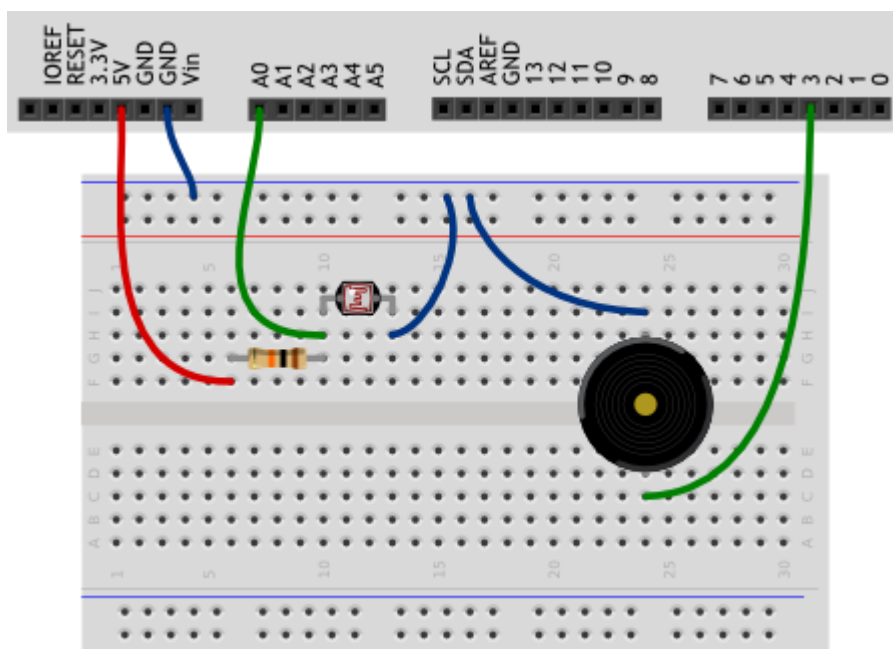 IOREF RESET 3.3V 5V GND GND Vin A0 A1 A2 A3 A4 A5 SCL SDA AREF GND 13 12 11 10 9 8 7 6 5 4 3 2 1 0
1 5 10 15 20 25 30
J J
I I
H H
G G
F F
E E
D D
C C
B B
A A
1 5 10 15 20 25 30